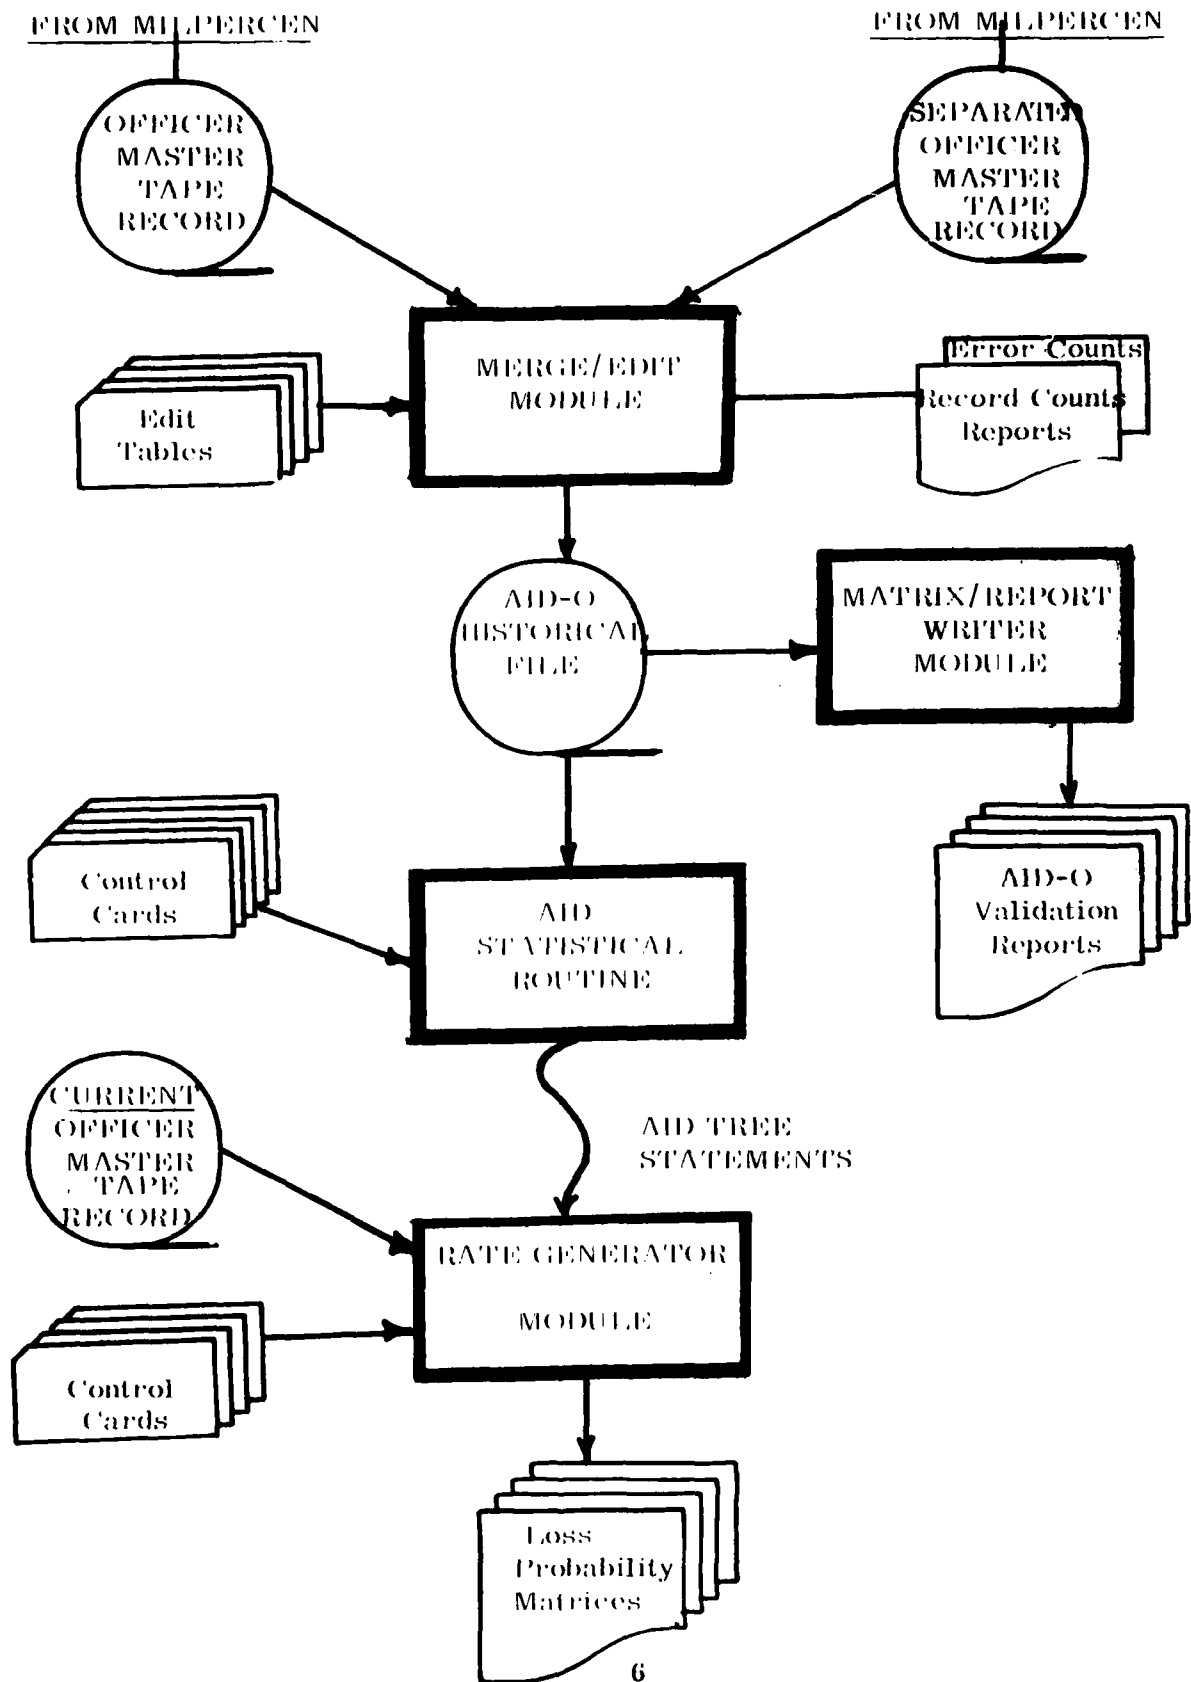 FROM MILPERCEN
FROM MILPERCEN
OFFICER
MASTER
TAPE
RECORD
SEPARATED
OFFICER
MASTER
TAPE
RECORD
MERGE/EDIT
MODULE
Error Counts
Record Counts
Reports
Edit
Tables
AID-O
HISTORICAL
FILE
MATRIX/REPORT
WRITER
MODULE
Control
Cards
AID
STATISTICAL
ROUTINE
AID-O
Validation
Reports
CURRENT
OFFICER
MASTER
TAPE
RECORD
AID TREE
STATEMENTS
RATE GENERATOR
MODULE
Control
Cards
Loss
Probability
Matrices
6